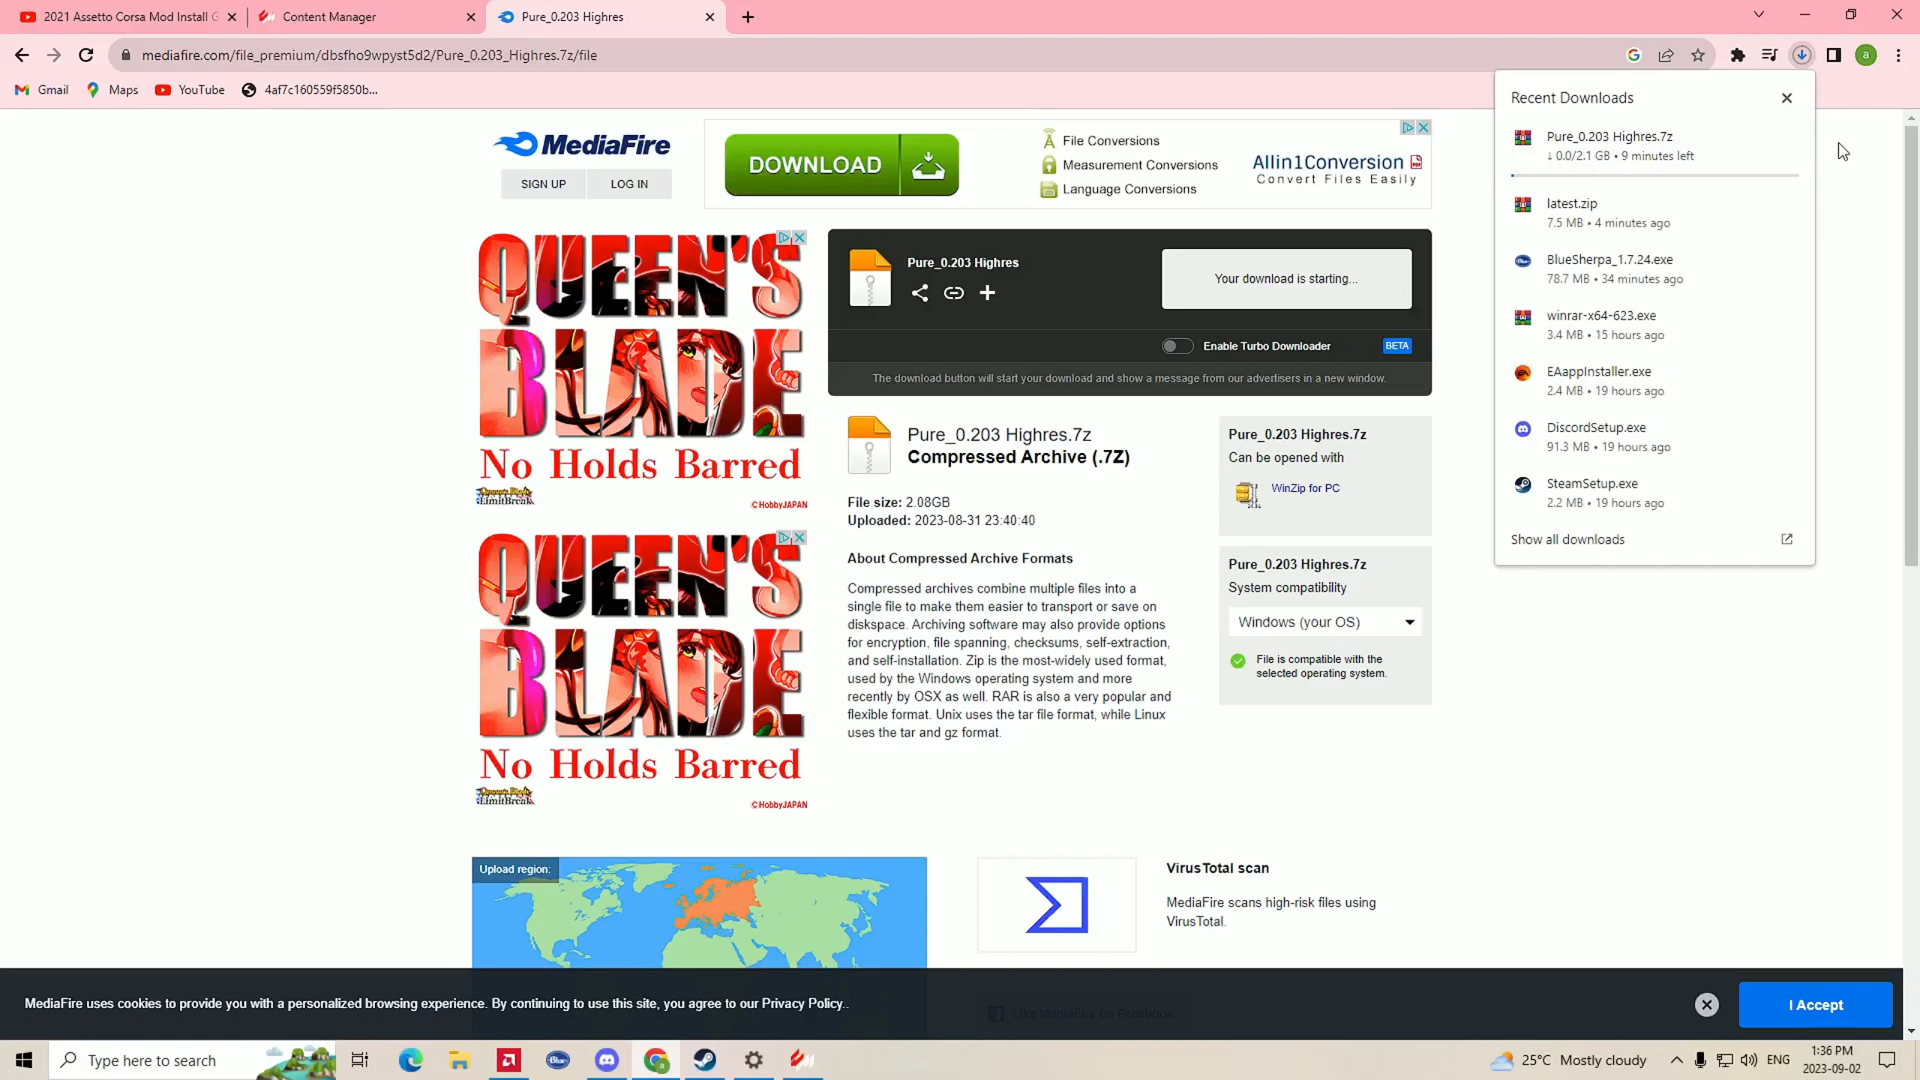 2021 Assetto Corsa Mod Install G
Content Manager
Pure_0.203 Highres
mediafire.com/file_premium/dbsfho9wpyst5d2/Pure_0.203_Highres.7z/file
a
Gmail
Maps
YouTube
4af7c160559f5850b...
Recent Downloads
Pure_0.203 Highres.7z
↓ 0.0/2.1 GB • 9 minutes left
latest.zip
7.5 MB • 4 minutes ago
BlueSherpa_1.7.24.exe
78.7 MB • 34 minutes ago
winrar-x64-623.exe
3.4 MB • 15 hours ago
EAappInstaller.exe
2.4 MB • 19 hours ago
DiscordSetup.exe
91.3 MB • 19 hours ago
SteamSetup.exe
2.2 MB • 19 hours ago
Show all downloads
MediaFire
SIGN UP
LOG IN
DOWNLOAD
File Conversions
Measurement Conversions
Language Conversions
Allin1Conversion
Convert Files Easily
QUEEN'S
BLADE
No Holds Barred
Queen's Blade
LimitBreak
©HobbyJAPAN
QUEEN'S
BLADE
No Holds Barred
Queen's Blade
LimitBreak
©HobbyJAPAN
Pure_0.203 Highres
Your download is starting...
Enable Turbo Downloader
BETA
The download button will start your download and show a message from our advertisers in a new window.
Pure_0.203 Highres.7z
Compressed Archive (.7Z)
File size: 2.08GB
Uploaded: 2023-08-31 23:40:40
About Compressed Archive Formats
Compressed archives combine multiple files into a
single file to make them easier to transport or save on
diskspace. Archiving software may also provide options
for encryption, file spanning, checksums, self-extraction,
and self-installation. Zip is the most-widely used format,
used by the Windows operating system and more
recently by OSX as well. RAR is also a very popular and
flexible format. Unix uses the tar file format, while Linux
uses the tar and gz format.
Pure_0.203 Highres.7z
Can be opened with
WinZip for PC
Pure_0.203 Highres.7z
System compatibility
Windows (your OS)
File is compatible with the
selected operating system.
Upload region:
VirusTotal scan
MediaFire scans high-risk files using
VirusTotal.
Like MediaFire on Facebook
MediaFire uses cookies to provide you with a personalized browsing experience. By continuing to use this site, you agree to our Privacy Policy..
I Accept
Type here to search
25°C Mostly cloudy
ENG
1:36 PM
2023-09-02